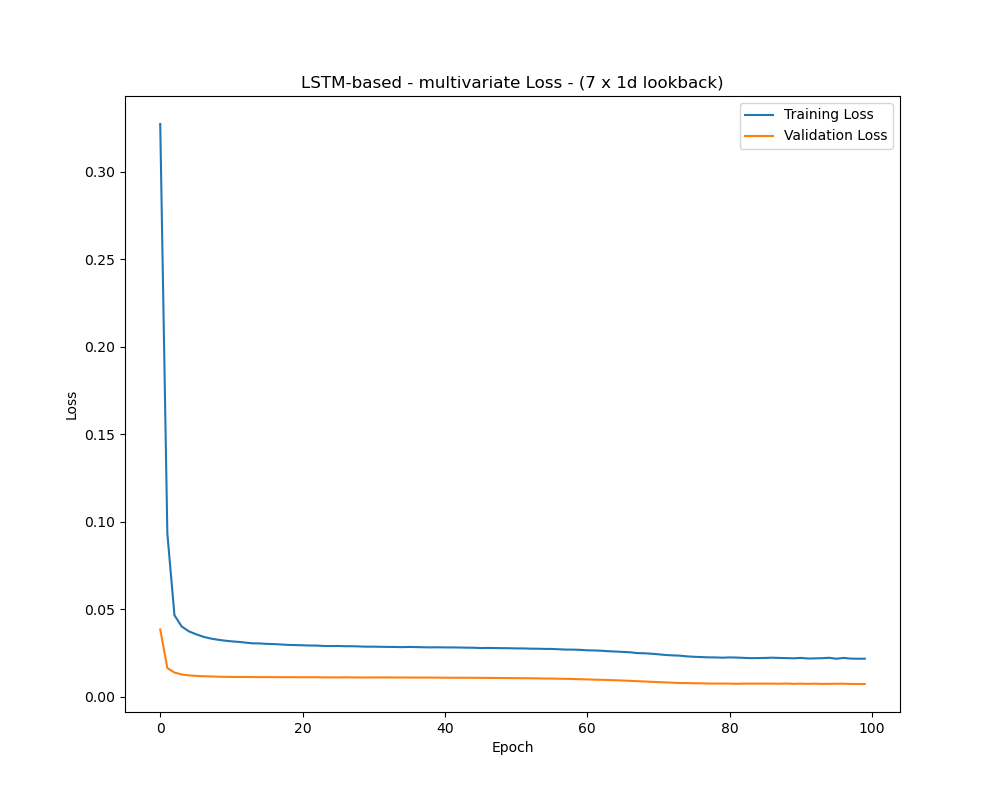 LSTM-based - multivariate Loss - (7 x 1d lookback)
Training Loss
Validation Loss
0.30
0.25
0.20
0.15
0.10
0.05
0.00
Loss
0
20
40
60
80
100
Epoch